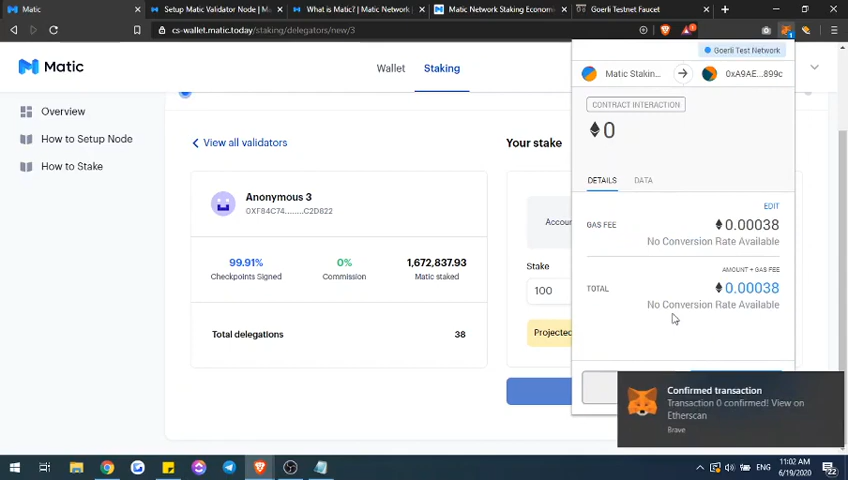 Matic
Setup Matic Validator Node | Ma
What is Matic? | Matic Network |
Matic Network Staking Econom
Goerli Testnet Faucet
cs-wallet.matic.today/staking/delegators/new/3
1
Goerli Test Network
Matic
Wallet
Staking
Matic Stakin...
0xA9AE...899c
CONTRACT INTERACTION
0
Overview
How to Setup Node
How to Stake
View all validators
Your stake
DETAILS
DATA
Anonymous 3
0XF84C74........C2D822
Accou
EDIT
GAS FEE
0.00038
No Conversion Rate Available
99.91%
Checkpoints Signed
0%
Commission
1,672,837.93
Matic staked
Stake
100
AMOUNT + GAS FEE
TOTAL
0.00038
No Conversion Rate Available
Total delegations
38
Projected
Confirmed transaction
Transaction 0 confirmed! View on
Etherscan
Brave
ENG
11:02 AM
6/19/2020
22